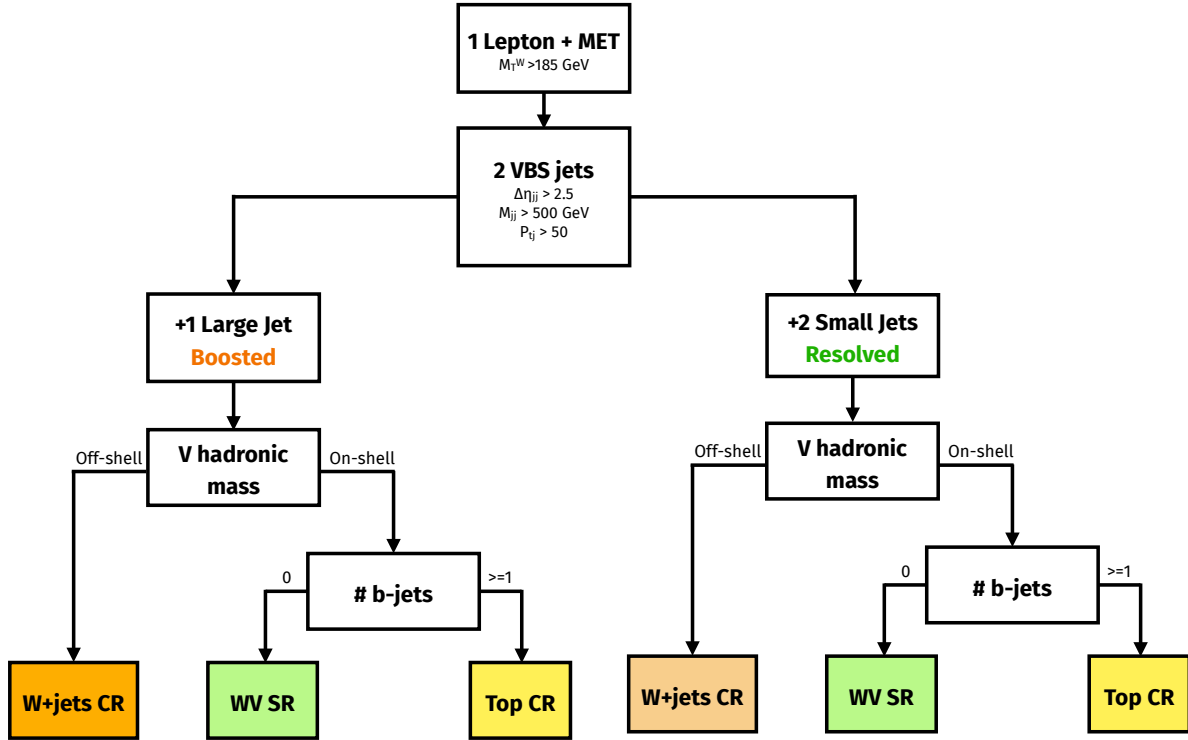 1 Lepton + MET
M_T^W >185 GeV
2 VBS jets
Δη_jj > 2.5
M_jj > 500 GeV
P_tj > 50
+1 Large Jet
Boosted
+2 Small Jets
Resolved
V hadronic
mass
Off-shell
On-shell
V hadronic
mass
Off-shell
On-shell
# b-jets
0
>=1
# b-jets
0
>=1
W+jets CR
WV SR
Top CR
W+jets CR
WV SR
Top CR